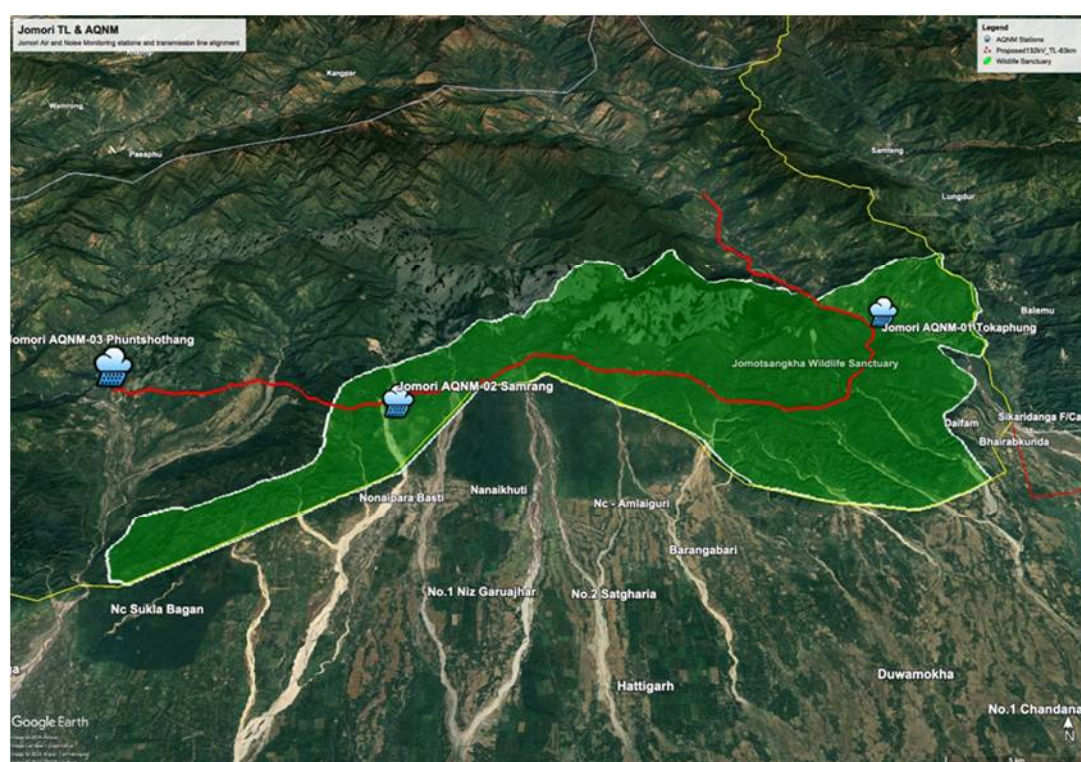 Jomori TL & AQNM
Jomori Air and Noise Monitoring stations and transmission line alignment.
Legend
AQNM Stations
Proposed132kV_TL-63km
Wildlife Sanctuary
Kangpar
Wamrong
Pasaphu
Samteng
Lungdur
Balemu
Jomori AQNM-01 Tokaphung
omori AQNM-03 Phuntshothang
Jomotsangkha Wildlife Sanctuary
Jomori AQNM-02 Samrang
Sikaridanga F/Ca
Daifam
Bhairabkunda
Nonaipara Basti
Nanaikhuti
Nc - Amlaiguri
Barangabari
No.1 Niz Garuajhar
No.2 Satgharia
Nc Sukla Bagan
Duwamokha
Hattigarh
No.1 Chandana
Google Earth
N